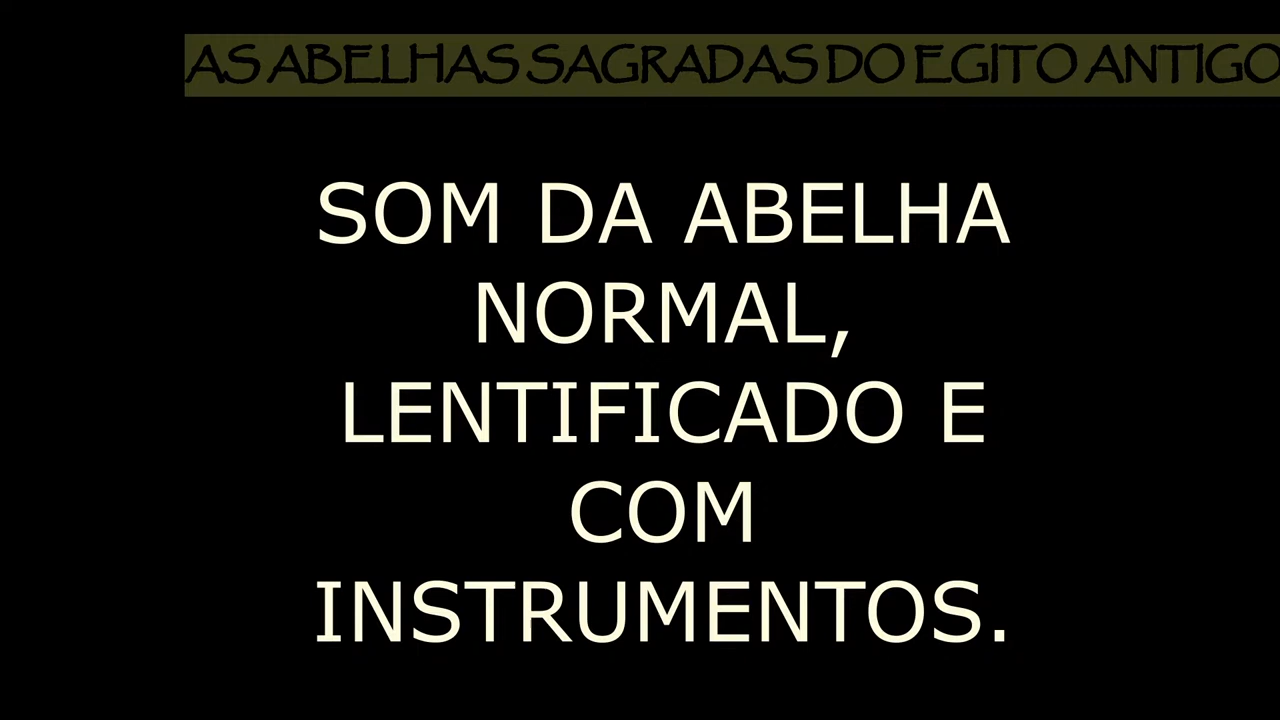 AS ABELHAS SAGRADAS DO EGITO ANTIGO
SOM DA ABELHA
NORMAL,
LENTIFICADO E
COM
INSTRUMENTOS.